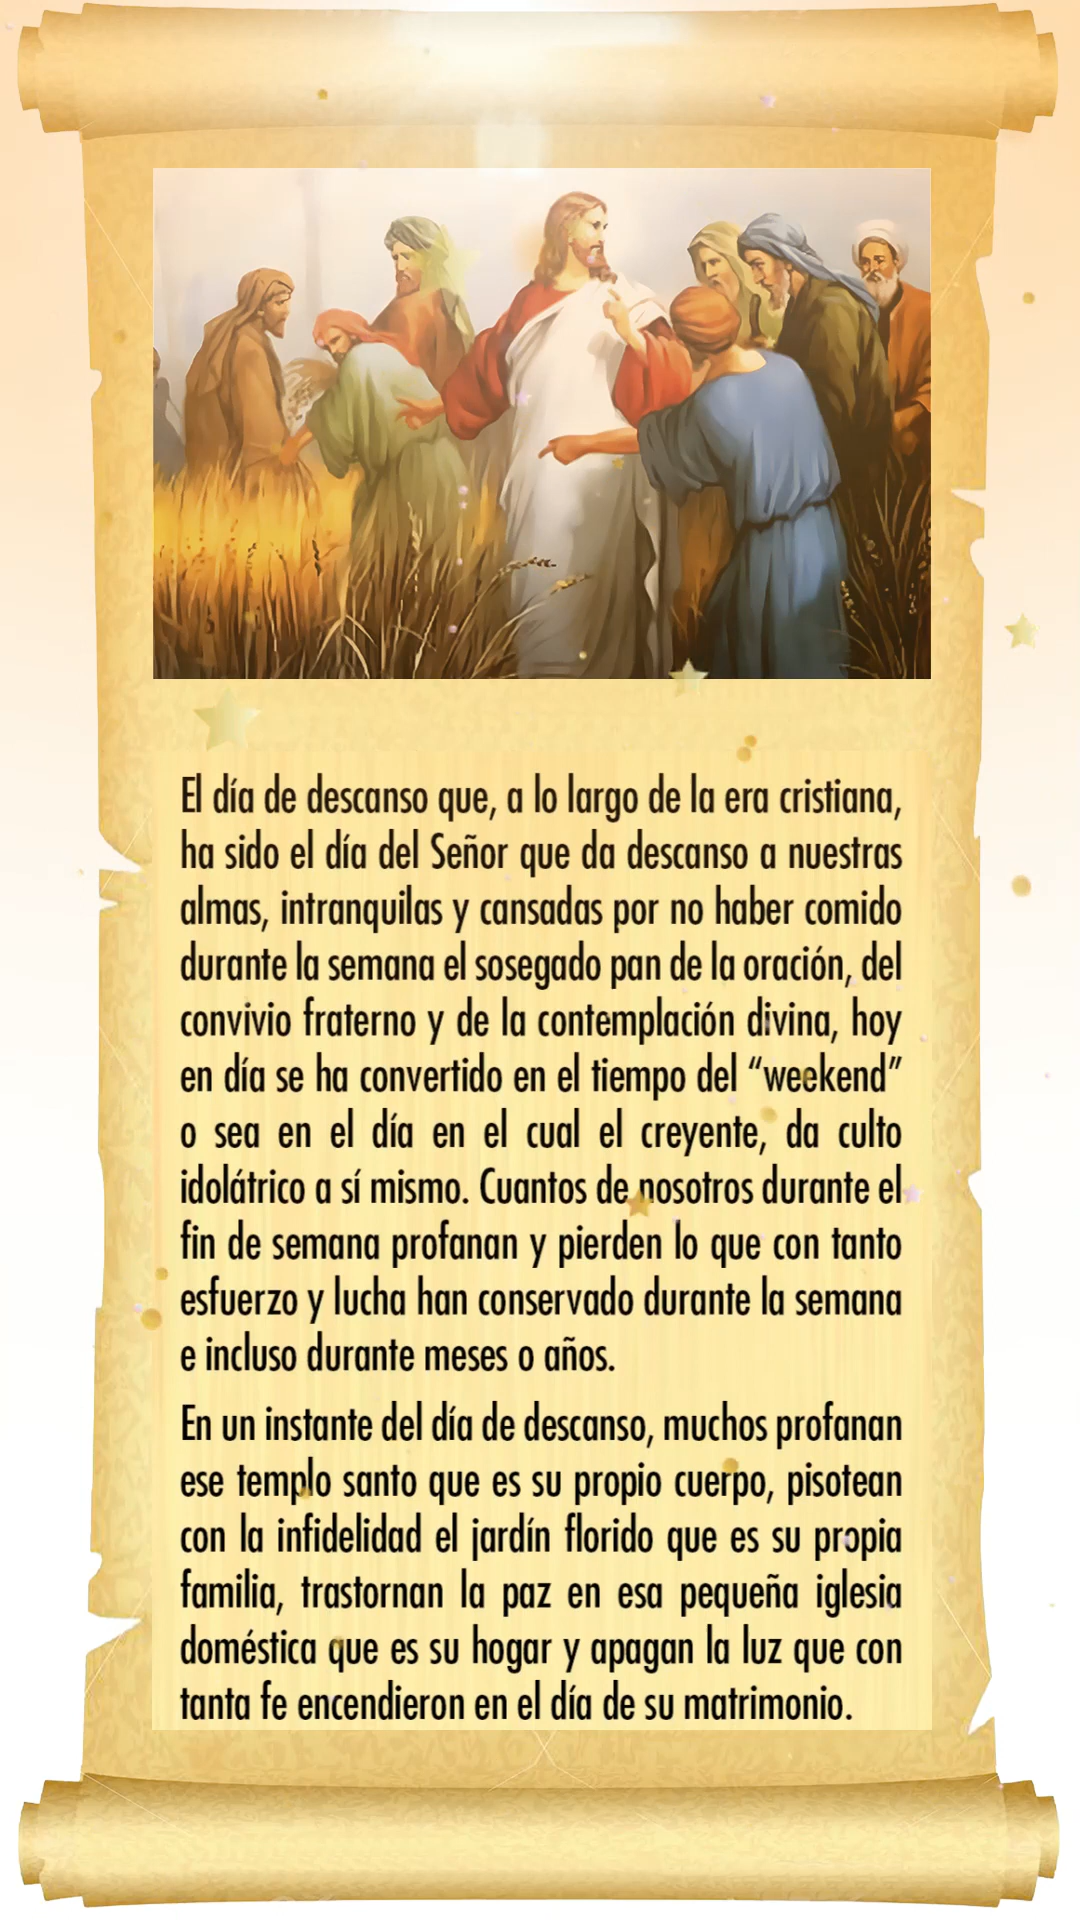 El día de descanso que, a lo largo de la era cristiana,
ha sido el día del Señor que da descanso a nuestras
almas, intranquilas y cansadas por no haber comido
durante la semana el sosegado pan de la oración, del
convivio fraterno y de la contemplación divina, hoy
en día se ha convertido en el tiempo del “weekend”
o sea en el día en el cual el creyente, da culto
idolátrico a sí mismo. Cuantos de nosotros durante el
fin de semana profanan y pierden lo que con tanto
esfuerzo y lucha han conservado durante la semana
e incluso durante meses o años.
En un instante del día de descanso, muchos profanan
ese templo santo que es su propio cuerpo, pisotean
con la infidelidad el jardín florido que es su propia
familia, trastornan la paz en esa pequeña iglesia
doméstica que es su hogar y apagan la luz que con
tanta fe encendieron en el día de su matrimonio.